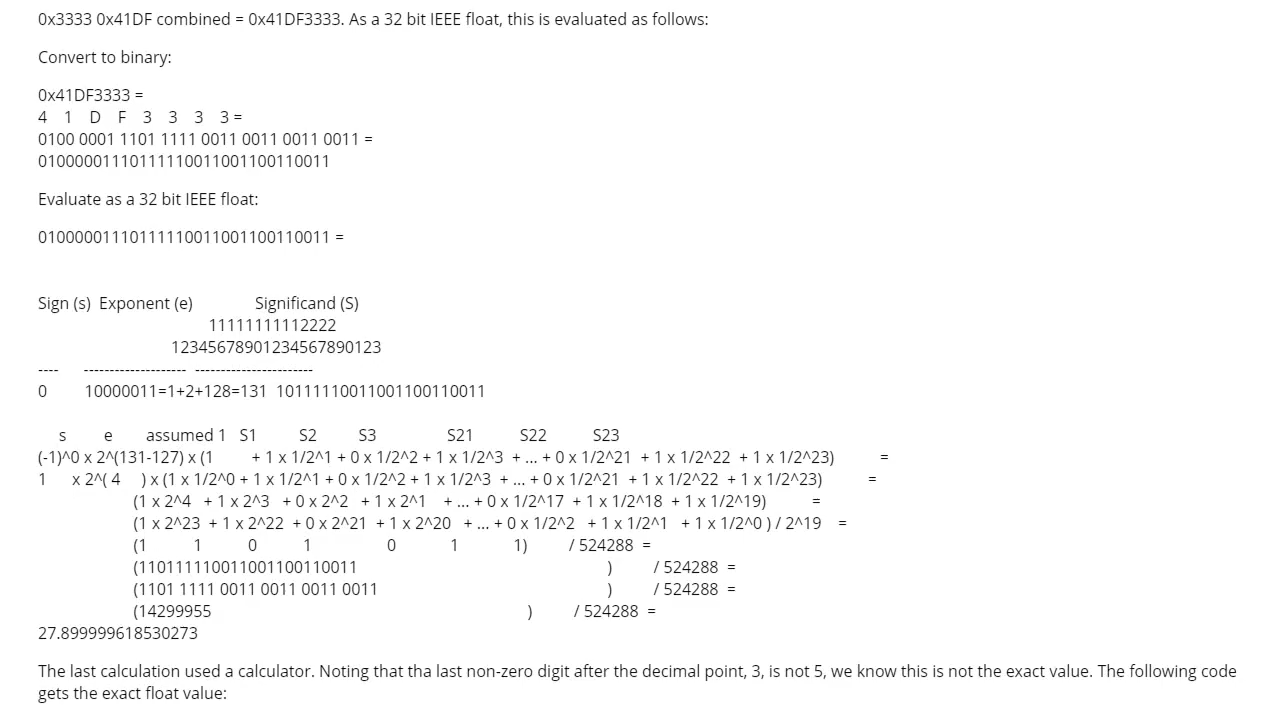 0x3333 0x41DF combined = 0x41DF3333. As a 32 bit IEEE float, this is evaluated as follows:
Convert to binary:
0x41DF3333 =
4 1 D F 3 3 3 3 =
0100 0001 1101 1111 0011 0011 0011 0011 =
01000001110111110011001100110011
Evaluate as a 32 bit IEEE float:
01000001110111110011001100110011 =
Sign (s) Exponent (e) Significand (S)
11111111112222
12345678901234567890123
---- -------------------- -----------------------
0 10000011=1+2+128=131 10111110011001100110011
s e assumed 1 S1 S2 S3 S21 S22 S23
(-1)^0 x 2^(131-127) x (1 + 1 x 1/2^1 + 0 x 1/2^2 + 1 x 1/2^3 + ... + 0 x 1/2^21 + 1 x 1/2^22 + 1 x 1/2^23) =
1 x 2^( 4 ) x (1 x 1/2^0 + 1 x 1/2^1 + 0 x 1/2^2 + 1 x 1/2^3 + ... + 0 x 1/2^21 + 1 x 1/2^22 + 1 x 1/2^23) =
(1 x 2^4 + 1 x 2^3 + 0 x 2^2 + 1 x 2^1 + ... + 0 x 1/2^17 + 1 x 1/2^18 + 1 x 1/2^19) =
(1 x 2^23 + 1 x 2^22 + 0 x 2^21 + 1 x 2^20 + ... + 0 x 1/2^2 + 1 x 1/2^1 + 1 x 1/2^0 ) / 2^19 =
(1 1 0 1 0 1 1) / 524288 =
(110111110011001100110011 ) / 524288 =
(1101 1111 0011 0011 0011 0011 ) / 524288 =
(14299955 ) / 524288 =
27.899999618530273
The last calculation used a calculator. Noting that tha last non-zero digit after the decimal point, 3, is not 5, we know this is not the exact value. The following code
gets the exact float value: